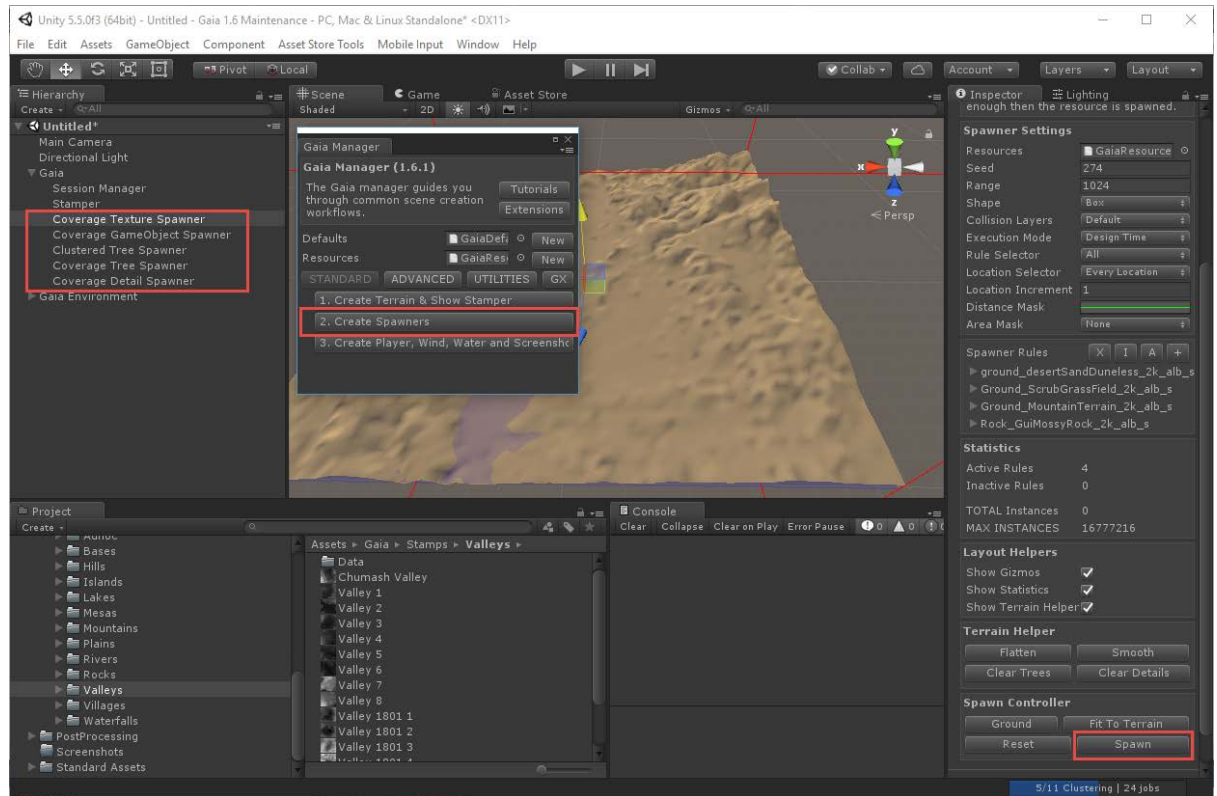 Unity 5.5.0f3 (64bit) - Untitled - Gaia 1.6 Maintenance - PC, Mac & Linux Standalone* <DX11>
File Edit Assets GameObject Component Asset Store Tools Mobile Input Window Help
Pivot Local Collab Account Layers Layout
Hierarchy
Create All
Untitled*
Main Camera
Directional Light
Gaia
Session Manager
Stamper
Coverage Texture Spawner
Coverage GameObject Spawner
Clustered Tree Spawner
Coverage Tree Spawner
Coverage Detail Spawner
Gaia Environment
Scene Game Asset Store
Shaded 2D Gizmos All
y
x
z
Persp
Gaia Manager
Gaia Manager (1.6.1)
The Gaia manager guides you
through common scene creation
workflows.
Tutorials
Extensions
Defaults GaiaDef New
Resources GaiaRes New
STANDARD ADVANCED UTILITIES GX
1. Create Terrain & Show Stamper
2. Create Spawners
3. Create Player, Wind, Water and Screensho
Inspector Lighting
enough then the resource is spawned.
Spawner Settings
Resources GaiaResource
Seed 274
Range 1024
Shape Box
Collision Layers Default
Execution Mode Design Time
Rule Selector All
Location Selector Every Location
Location Increment 1
Distance Mask
Area Mask None
Spawner Rules X I A +
ground_desertSandDuneless_2k_alb_s
Ground_ScrubGrassField_2k_alb_s
Ground_MountainTerrain_2k_alb_s
Rock_GuiMossyRock_2k_alb_s
Statistics
Active Rules 4
Inactive Rules 0
TOTAL Instances 0
MAX INSTANCES 16777216
Layout Helpers
Show Gizmos
Show Statistics
Show Terrain Helper
Terrain Helper
Flatten Smooth
Clear Trees Clear Details
Spawn Controller
Ground Fit To Terrain
Reset Spawn
Project
Create
Bases
Hills
Islands
Lakes
Mesas
Mountains
Plains
Rivers
Rocks
Valleys
Villages
Waterfalls
PostProcessing
Screenshots
Standard Assets
Assets Gaia Stamps Valleys
Data
Chumash Valley
Valley 1
Valley 2
Valley 3
Valley 4
Valley 5
Valley 6
Valley 7
Valley 8
Valley 1801 1
Valley 1801 2
Valley 1801 3
Console
Clear Collapse Clear on Play Error Pause 0 0
5/11 Clustering | 24 jobs